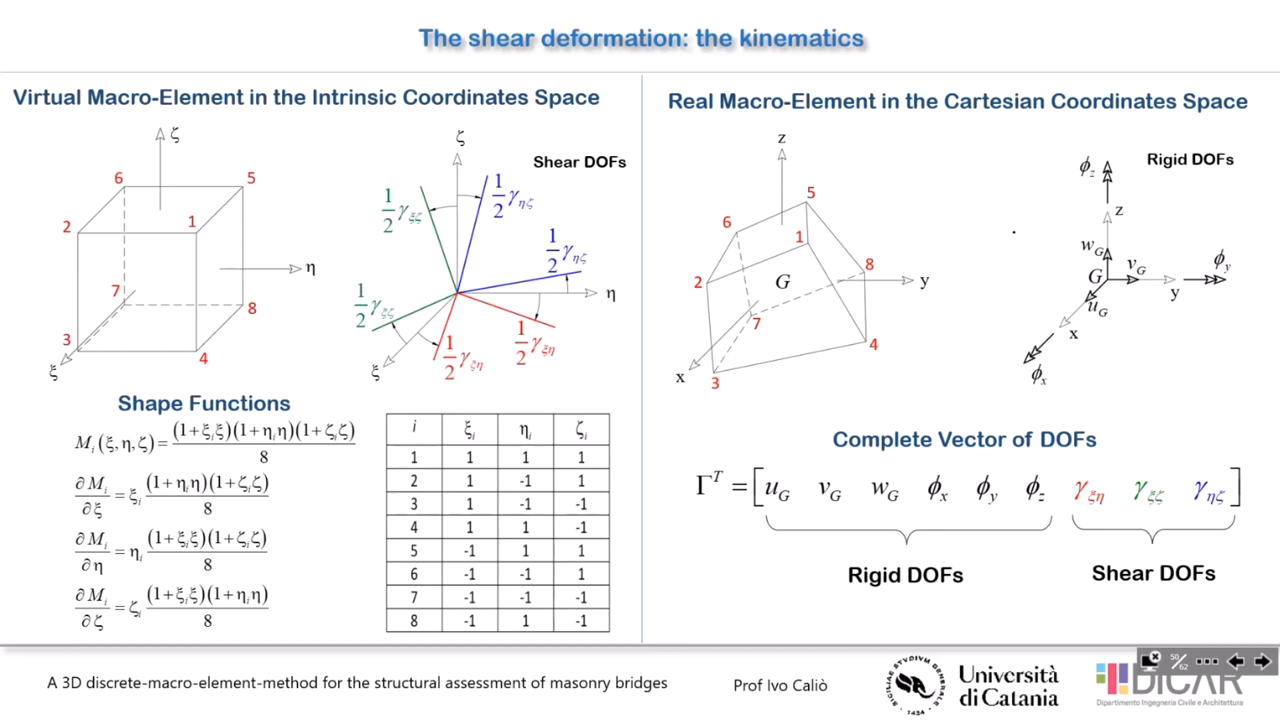 The shear deformation: the kinematics
Virtual Macro-Element in the Intrinsic Coordinates Space
ζ
6
5
2
1
η
7
8
3
4
ξ
ζ
Shear DOFs
1/2 γ_ξζ
1/2 γ_ηζ
1/2 γ_ηζ
η
1/2 γ_ξζ
1/2 γ_ξη
1/2 γ_ξη
ξ
Shape Functions
M_i(ξ,η,ζ)=(1+ξ_iξ)(1+η_iη)(1+ζ_iζ)/8
∂M_i/∂ξ = ξ_i (1+η_iη)(1+ζ_iζ)/8
∂M_i/∂η = η_i (1+ξ_iξ)(1+ζ_iζ)/8
∂M_i/∂ζ = ζ_i (1+ξ_iξ)(1+η_iη)/8
i ξ_i η_i ζ_i
1 1 1 1
2 1 -1 1
3 1 -1 -1
4 1 1 -1
5 -1 1 1
6 -1 -1 1
7 -1 -1 -1
8 -1 1 -1
Real Macro-Element in the Cartesian Coordinates Space
z
5
6
1
8
2
G
y
7
4
x
3
Rigid DOFs
ϕ_z
z
w_G
v_G
ϕ_y
G
y
u_G
x
ϕ_x
Complete Vector of DOFs
Γ^T = [u_G v_G w_G ϕ_x ϕ_y ϕ_z γ_ξη γ_ξζ γ_ηζ]
Rigid DOFs
Shear DOFs
A 3D discrete-macro-element-method for the structural assessment of masonry bridges
Prof Ivo Caliò
SICILIAE STUDIUM GENERALE
1434
Università
di Catania
DICAR
Dipartimento Ingegneria Civile e Architettura
50/62